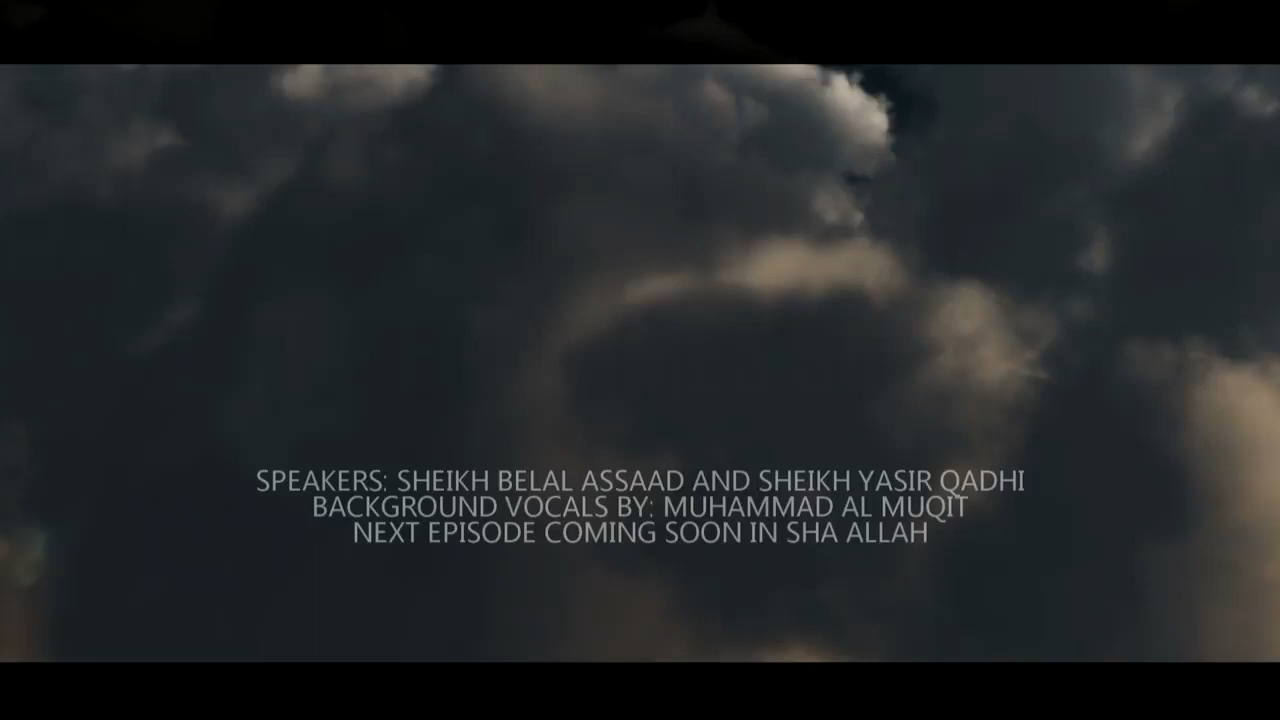 SPEAKERS: SHEIKH BELAL ASSAAD AND SHEIKH YASIR QADHI
BACKGROUND VOCALS BY: MUHAMMAD AL MUQIT
NEXT EPISODE COMING SOON IN SHA ALLAH